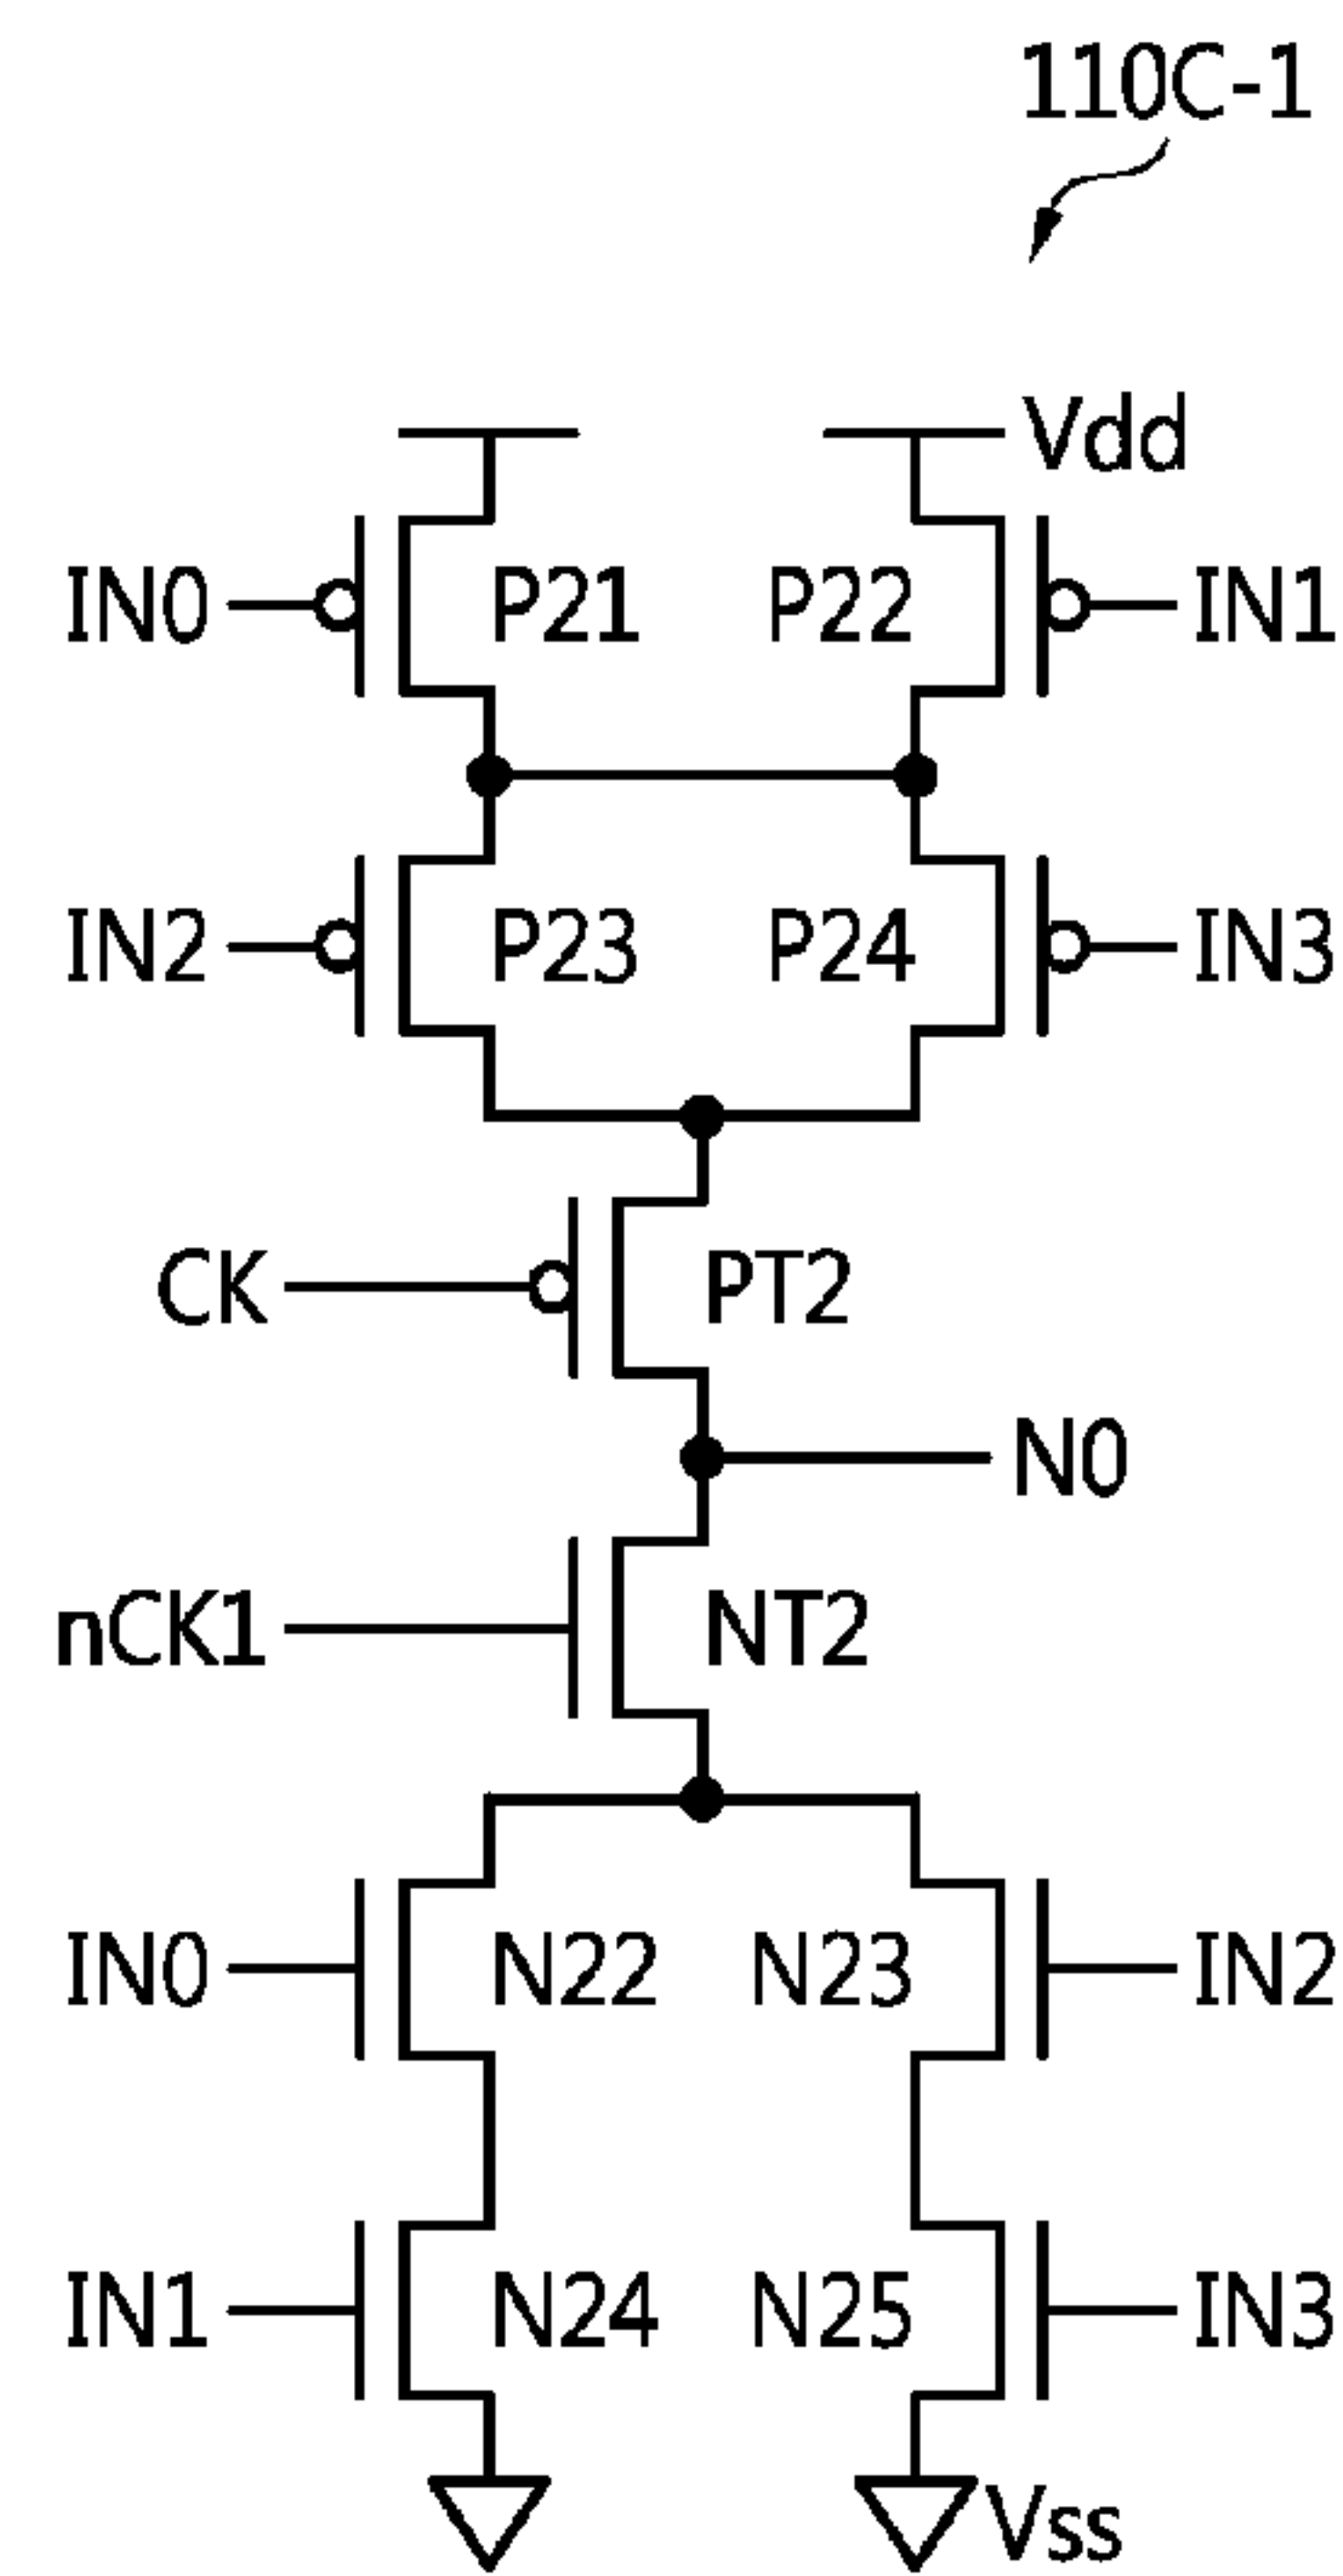 110C-1
Vdd
IN0 P21 P22 IN1
IN2 P23 P24 IN3
CK PT2
N0
nCK1 NT2
IN0 N22 N23 IN2
IN1 N24 N25 IN3
Vss